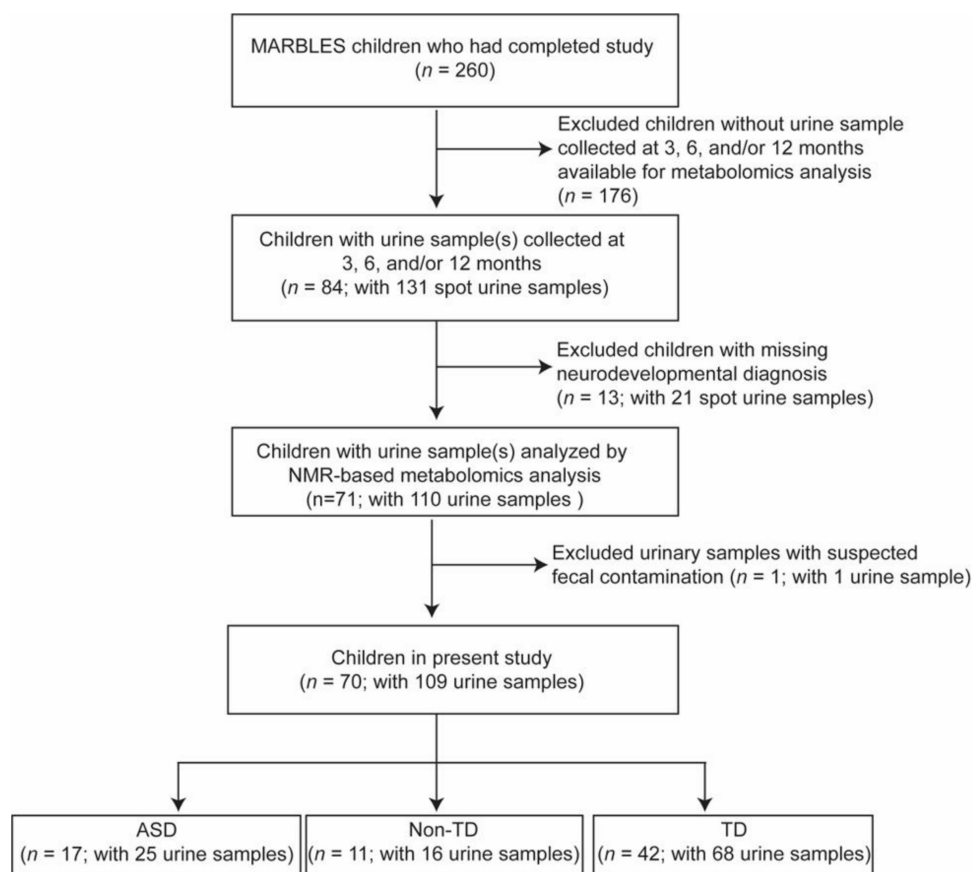 MARBLES children who had completed study
(n = 260)
Excluded children without urine sample
collected at 3, 6, and/or 12 months
available for metabolomics analysis
(n = 176)
Children with urine sample(s) collected at
3, 6, and/or 12 months
(n = 84; with 131 spot urine samples)
Excluded children with missing
neurodevelopmental diagnosis
(n = 13; with 21 spot urine samples)
Children with urine sample(s) analyzed by
NMR-based metabolomics analysis
(n=71; with 110 urine samples )
Excluded urinary samples with suspected
fecal contamination (n = 1; with 1 urine sample)
Children in present study
(n = 70; with 109 urine samples)
ASD
(n = 17; with 25 urine samples)
Non-TD
(n = 11; with 16 urine samples)
TD
(n = 42; with 68 urine samples)